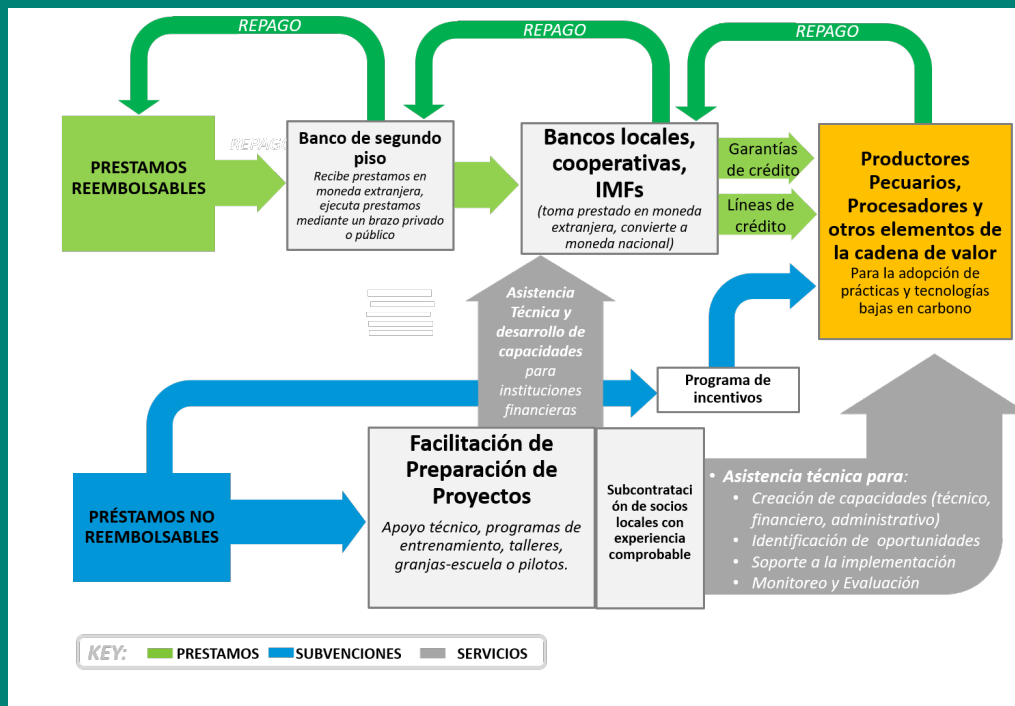 REPAGO
REPAGO
REPAGO
PRESTAMOS
REEMBOLSABLES
REPAGO
Banco de segundo
piso
Recibe prestamos en
moneda extranjera,
ejecuta prestamos
mediante un brazo privado
o público
Bancos locales,
cooperativas,
IMFs
(toma prestado en moneda
extranjera, convierte a
moneda nacional)
Garantías
de crédito
Líneas de
crédito
Productores
Pecuarios,
Procesadores y
otros elementos de
la cadena de valor
Para la adopción de
prácticas y tecnologías
bajas en carbono
Asistencia
Técnica y
desarrollo de
capacidades
para
instituciones
financieras
Programa de
incentivos
PRÉSTAMOS NO
REEMBOLSABLES
Facilitación de
Preparación de
Proyectos
Apoyo técnico, programas de
entrenamiento, talleres,
granjas-escuela o pilotos.
Subcontrataci
ón de socios
locales con
experiencia
comprobable
• Asistencia técnica para:
• Creación de capacidades (técnico,
financiero, administrativo)
• Identificación de oportunidades
• Soporte a la implementación
• Monitoreo y Evaluación
KEY: PRESTAMOS SUBVENCIONES SERVICIOS